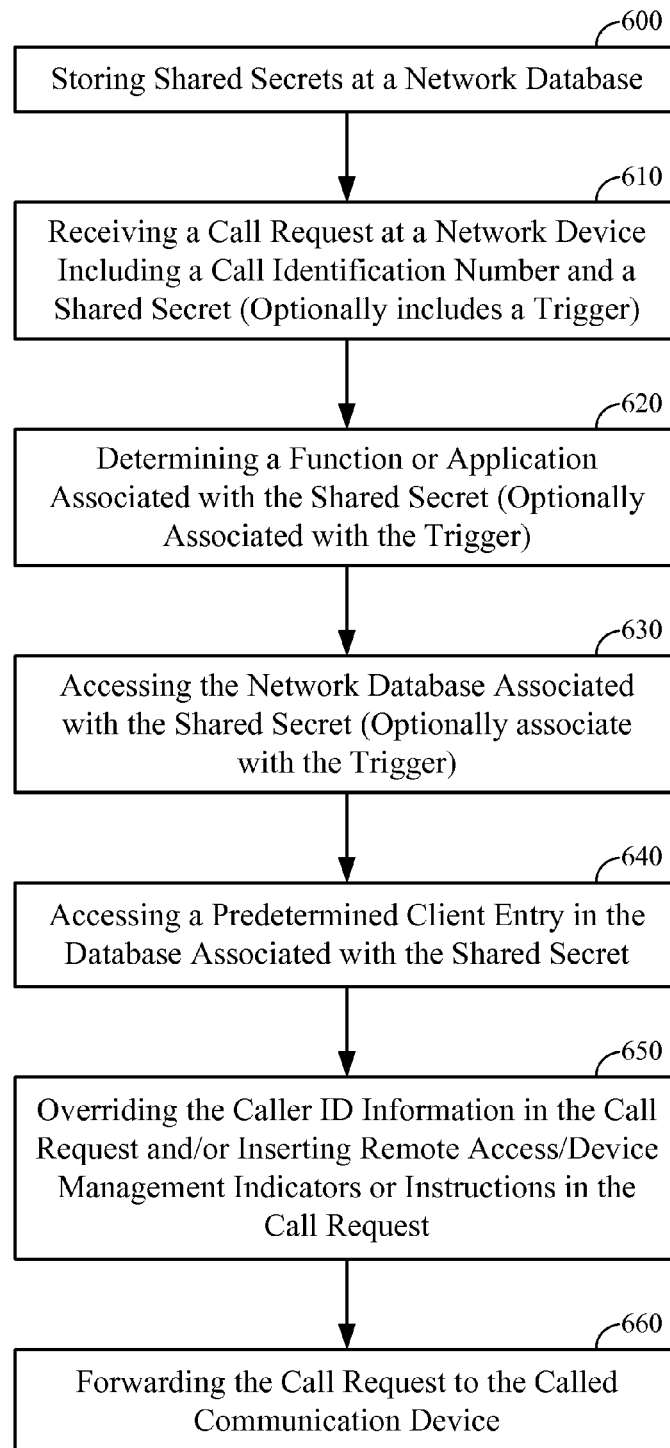 600
Storing Shared Secrets at a Network Database
610
Receiving a Call Request at a Network Device
Including a Call Identification Number and a
Shared Secret (Optionally includes a Trigger)
620
Determining a Function or Application
Associated with the Shared Secret (Optionally
Associated with the Trigger)
630
Accessing the Network Database Associated
with the Shared Secret (Optionally associate
with the Trigger)
640
Accessing a Predetermined Client Entry in the
Database Associated with the Shared Secret
650
Overriding the Caller ID Information in the Call
Request and/or Inserting Remote Access/Device
Management Indicators or Instructions in the
Call Request
660
Forwarding the Call Request to the Called
Communication Device